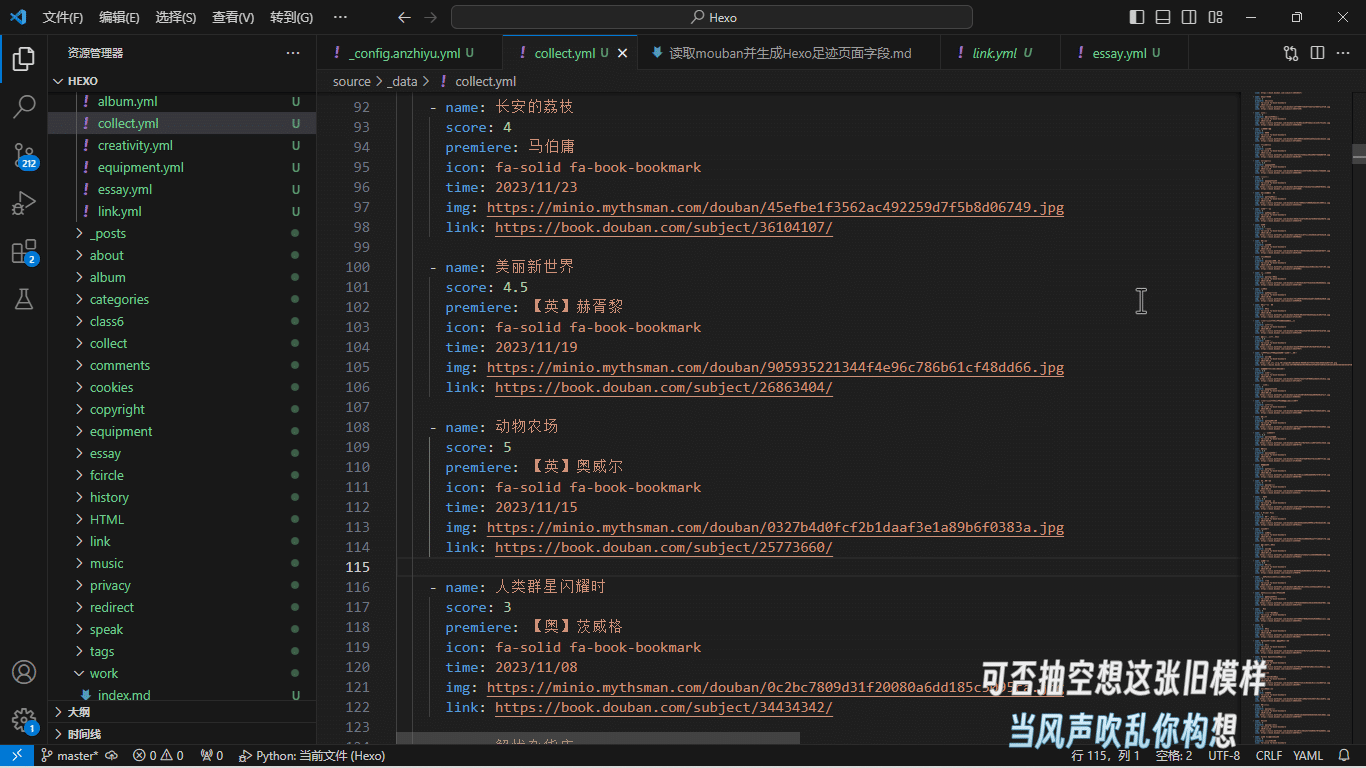 文件(F) 编辑(E) 选择(S) 查看(V) 转到(G) ··· Hexo
资源管理器 ···
HEXO
album.yml U
collect.yml U
creativity.yml U
equipment.yml U
essay.yml U
link.yml U
_posts
about
album
categories
class6
collect
comments
cookies
copyright
equipment
essay
fcircle
history
HTML
link
music
privacy
redirect
speak
tags
work
index.md U
大纲
时间线
212
2
1
_config.anzhiyu.yml U collect.yml U 读取mouban并生成Hexo足迹页面字段.md link.yml U essay.yml U
source > _data > collect.yml
92 - name: 长安的荔枝
93 score: 4
94 premiere: 马伯庸
95 icon: fa-solid fa-book-bookmark
96 time: 2023/11/23
97 img: https://minio.mythsman.com/douban/45efbe1f3562ac492259d7f5b8d06749.jpg
98 link: https://book.douban.com/subject/36104107/
99
100 - name: 美丽新世界
101 score: 4.5
102 premiere: 【英】赫胥黎
103 icon: fa-solid fa-book-bookmark
104 time: 2023/11/19
105 img: https://minio.mythsman.com/douban/905935221344f4e96c786b61cf48dd66.jpg
106 link: https://book.douban.com/subject/26863404/
107
108 - name: 动物农场
109 score: 5
110 premiere: 【英】奥威尔
111 icon: fa-solid fa-book-bookmark
112 time: 2023/11/15
113 img: https://minio.mythsman.com/douban/0327b4d0fcf2b1daaf3e1a89b6f0383a.jpg
114 link: https://book.douban.com/subject/25773660/
115
116 - name: 人类群星闪耀时
117 score: 3
118 premiere: 【奥】茨威格
119 icon: fa-solid fa-book-bookmark
120 time: 2023/11/08
121 img:
122 link: https://book.douban.com/subject/34434342/
123
可否抽空想这张旧模样
当风声吹乱你构想
master* 0 0 0 Python: 当前文件 (Hexo) 行 115，列 1 空格: 2 UTF-8 CRLF YAML